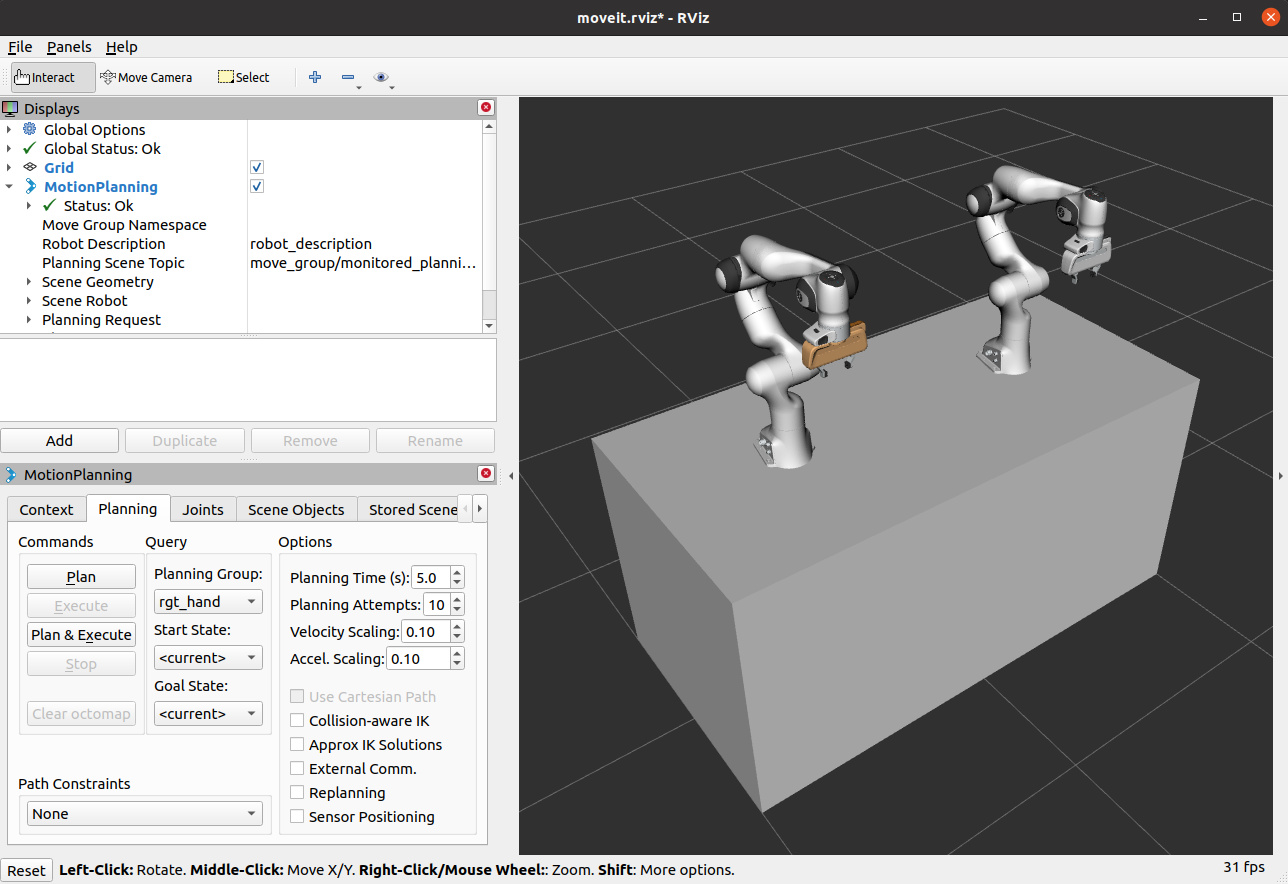 moveit.rviz* - RViz
File Panels Help
Interact Move Camera Select
Displays
Global Options
Global Status: Ok
Grid
MotionPlanning
Status: Ok
Move Group Namespace
Robot Description robot_description
Planning Scene Topic move_group/monitored_planni...
Scene Geometry
Scene Robot
Planning Request
Add Duplicate Remove Rename
MotionPlanning
Context Planning Joints Scene Objects Stored Scene
Commands Query Options
Plan Planning Group: Planning Time (s): 5.0
Execute rgt_hand Planning Attempts: 10
Plan & Execute Start State: Velocity Scaling: 0.10
Stop <current> Accel. Scaling: 0.10
Goal State: Use Cartesian Path
Clear octomap <current> Collision-aware IK
Approx IK Solutions
External Comm.
Path Constraints Replanning
None Sensor Positioning
Reset Left-Click: Rotate. Middle-Click: Move X/Y. Right-Click/Mouse Wheel:: Zoom. Shift: More options. 31 fps